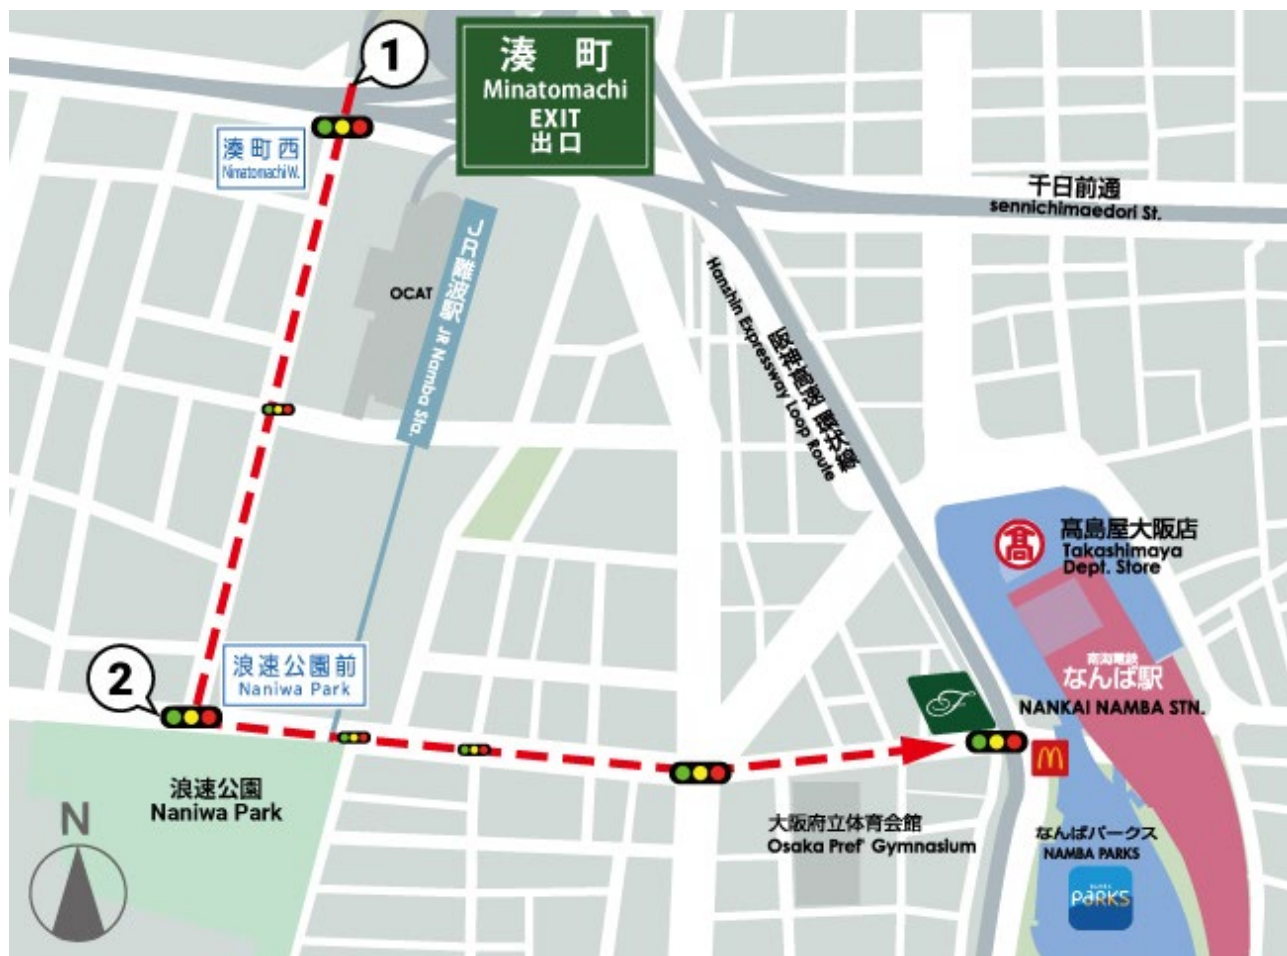 1
湊 町
Minatomachi
EXIT
出口
湊町西
Nimatomachi W.
千日前通
sennichimaedori St.
JR難波駅 JR Namba Sta.
OCAT
阪神高速 環状線
Hanshin Expressway Loop Route
髙
髙島屋大阪店
Takashimaya
Dept. Store
2
浪速公園前
Naniwa Park
南海電鉄
なんば駅
NANKAI NAMBA STN.
浪速公園
Naniwa Park
大阪府立体育会館
Osaka Pref' Gymnasium
なんばパークス
NAMBA PARKS
PARKS
N